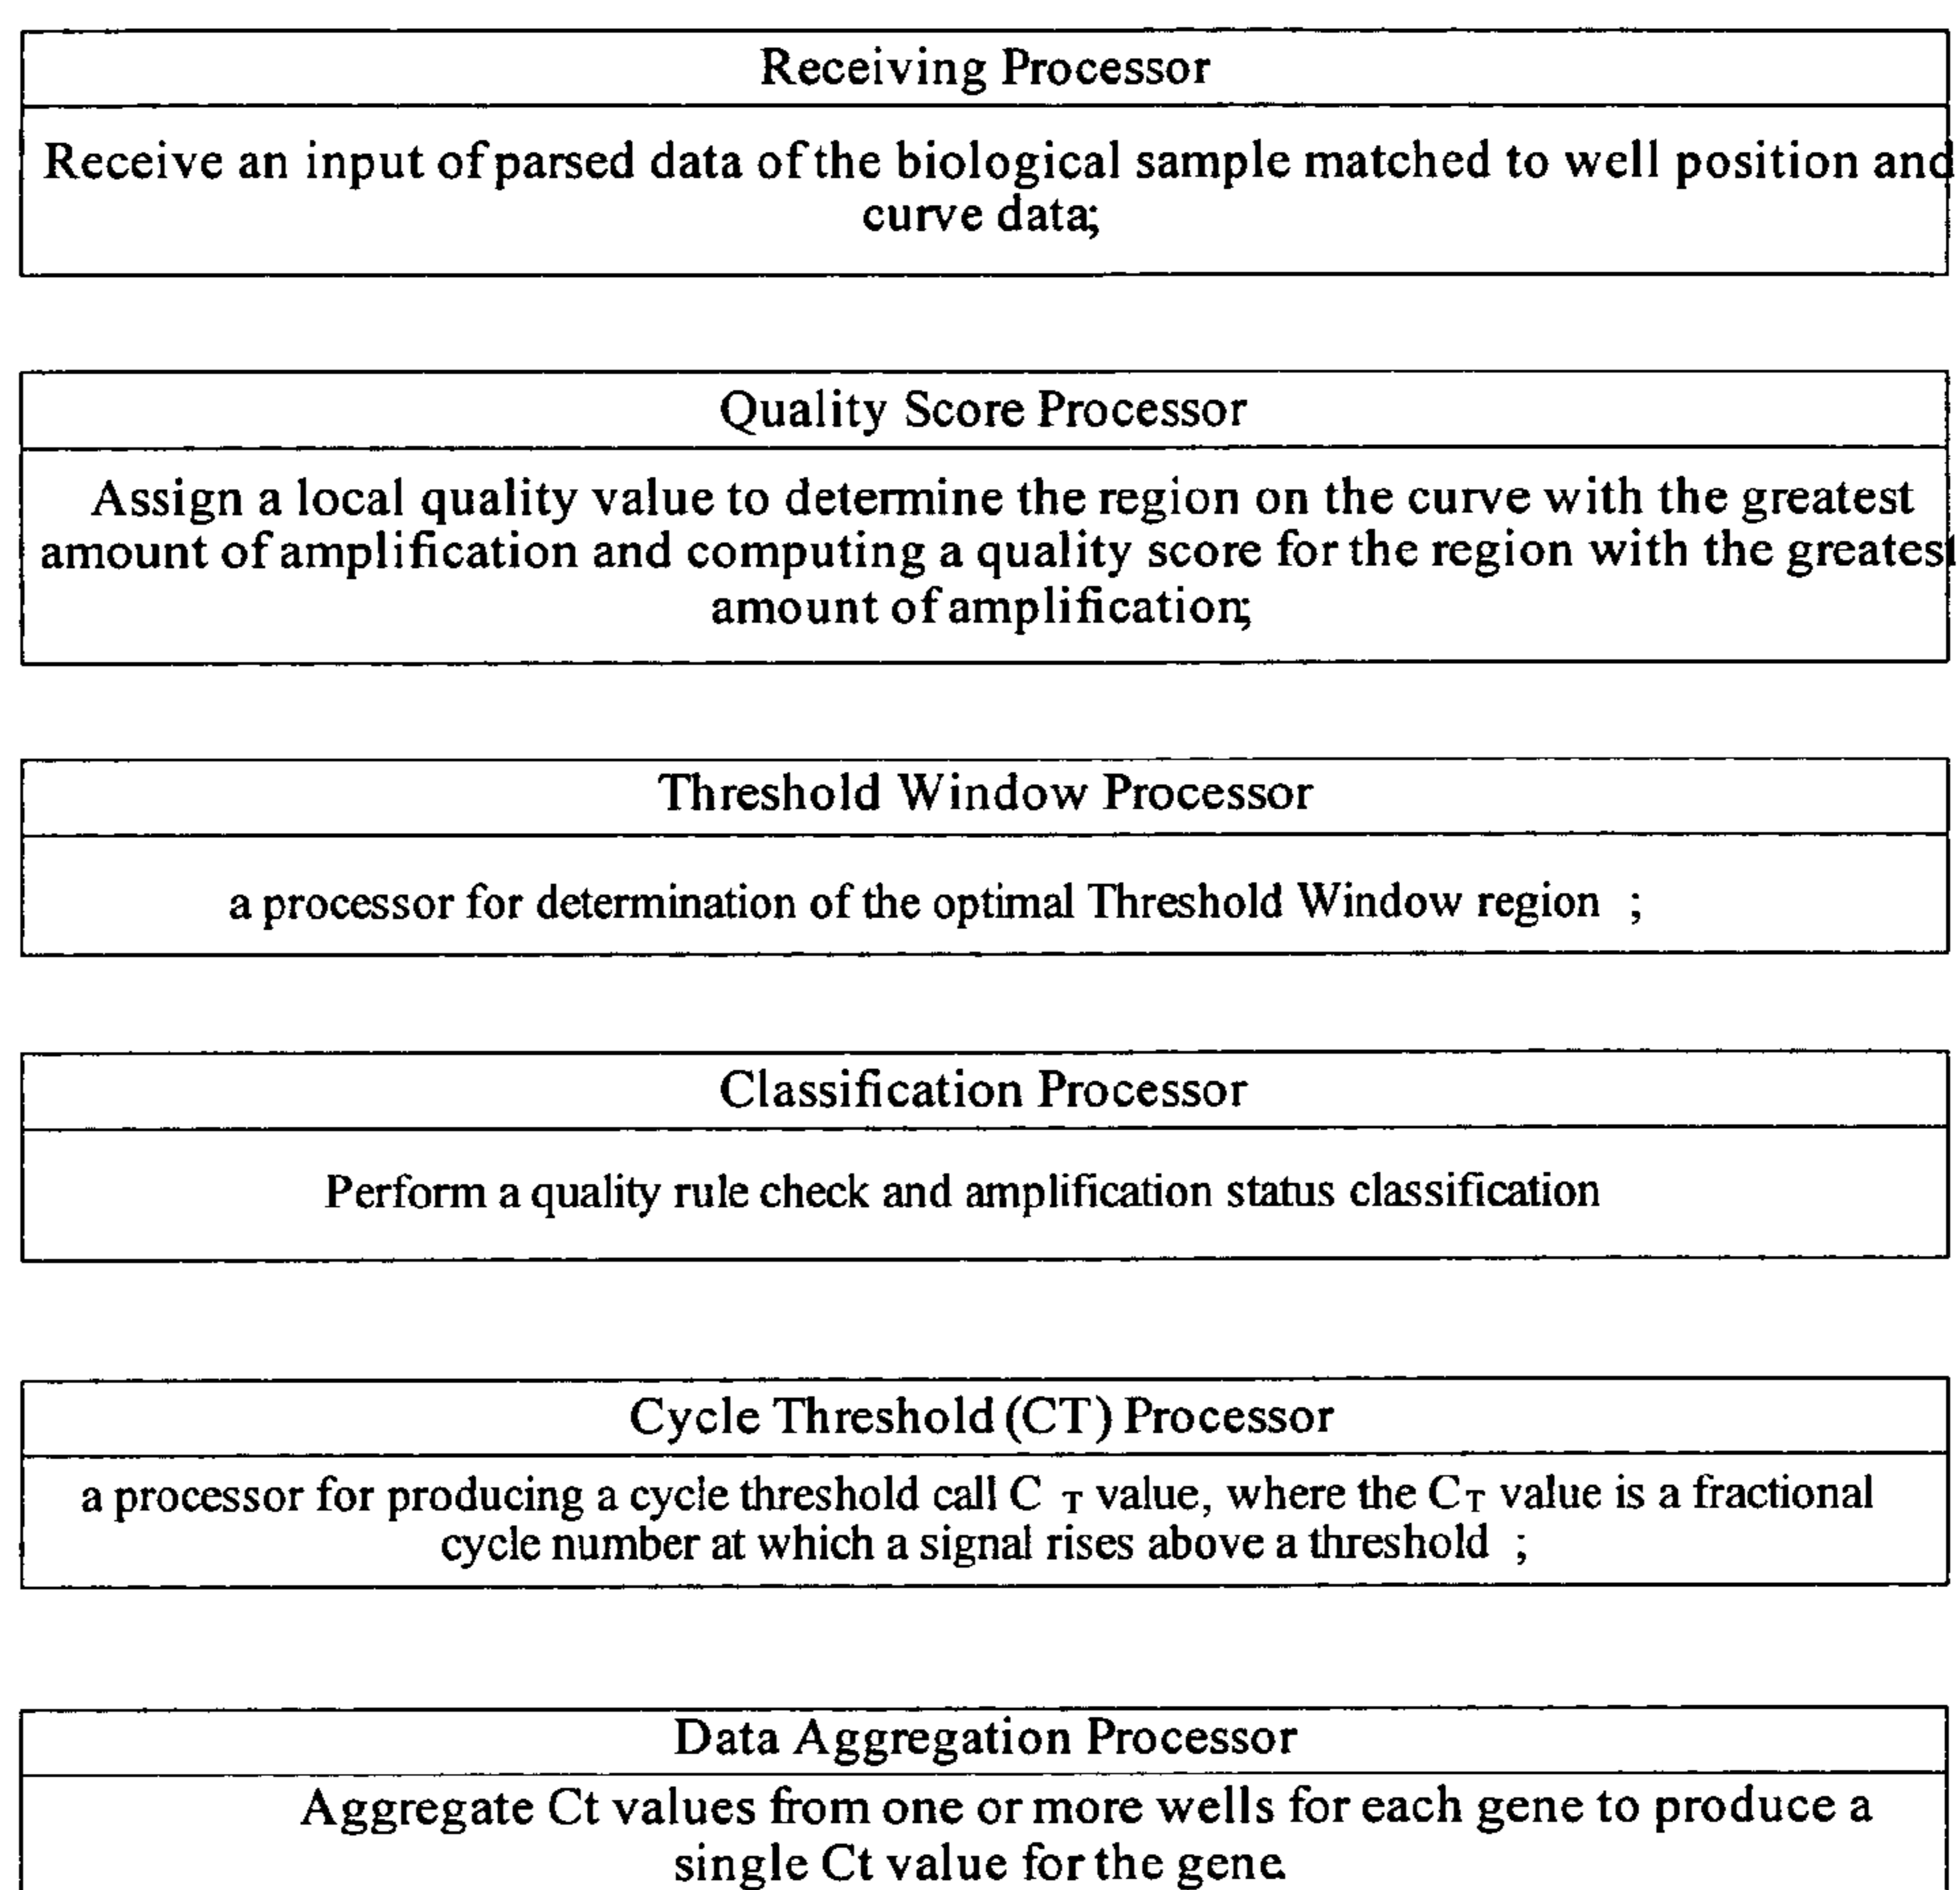 Receiving Processor
Receive an input of parsed data of the biological sample matched to well position and
curve data;
Quality Score Processor
Assign a local quality value to determine the region on the curve with the greatest
amount of amplification and computing a quality score for the region with the greatest
amount of amplification;
Threshold Window Processor
a processor for determination of the optimal Threshold Window region ;
Classification Processor
Perform a quality rule check and amplification status classification
Cycle Threshold (CT) Processor
a processor for producing a cycle threshold call C T value, where the CT value is a fractional
cycle number at which a signal rises above a threshold ;
Data Aggregation Processor
Aggregate Ct values from one or more wells for each gene to produce a
single Ct value for the gene.